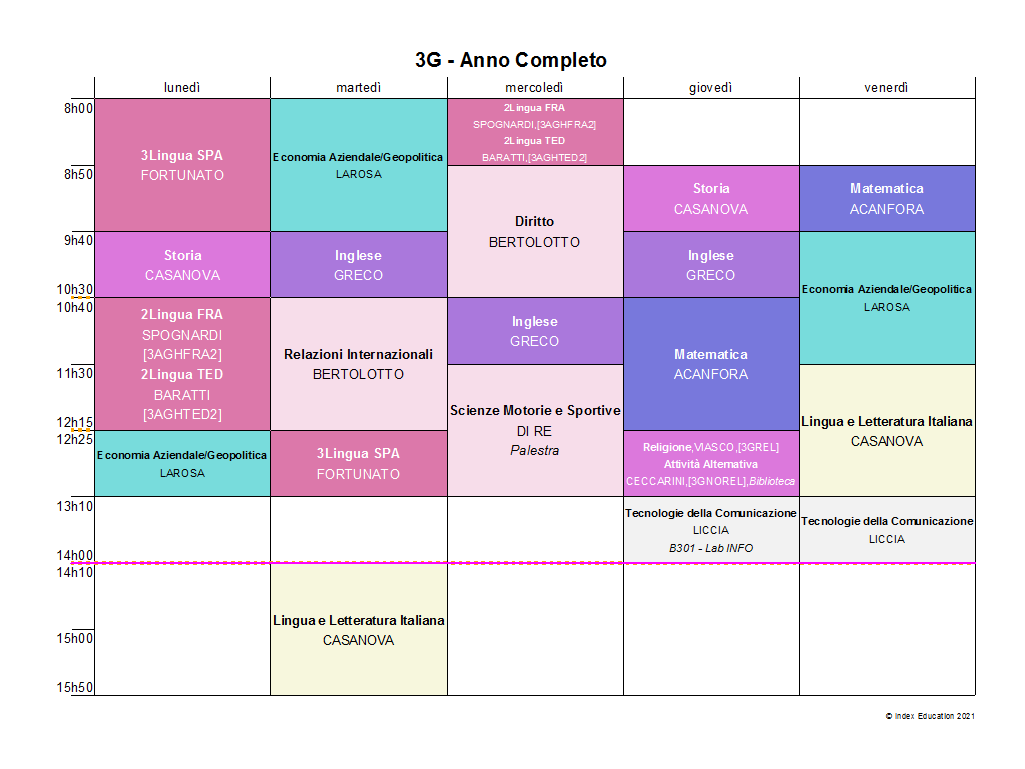 3G - Anno Completo
lunedì
martedì
mercoledì
giovedì
venerdì
8h00
8h50
9h40
10h30
10h40
11h30
12h15
12h25
13h10
14h00
14h10
15h00
15h50
3Lingua SPA
FORTUNATO
Storia
CASANOVA
2Lingua FRA
SPOGNARDI
[3AGHFRA2]
2Lingua TED
BARATTI
[3AGHTED2]
Economia Aziendale/Geopolitica
LAROSA
Economia Aziendale/Geopolitica
LAROSA
Inglese
GRECO
Relazioni Internazionali
BERTOLOTTO
3Lingua SPA
FORTUNATO
Lingua e Letteratura Italiana
CASANOVA
2Lingua FRA
SPOGNARDI,[3AGHFRA2]
2Lingua TED
BARATTI,[3AGHTED2]
Diritto
BERTOLOTTO
Inglese
GRECO
Scienze Motorie e Sportive
DI RE
Palestra
Storia
CASANOVA
Inglese
GRECO
Matematica
ACANFORA
Religione,VIASCO,[3GREL]
Attività Alternativa
CECCARINI,[3GNOREL],Biblioteca
Tecnologie della Comunicazione
LICCIA
B301 - Lab INFO
Matematica
ACANFORA
Economia Aziendale/Geopolitica
LAROSA
Lingua e Letteratura Italiana
CASANOVA
Tecnologie della Comunicazione
LICCIA
© Index Education 2021